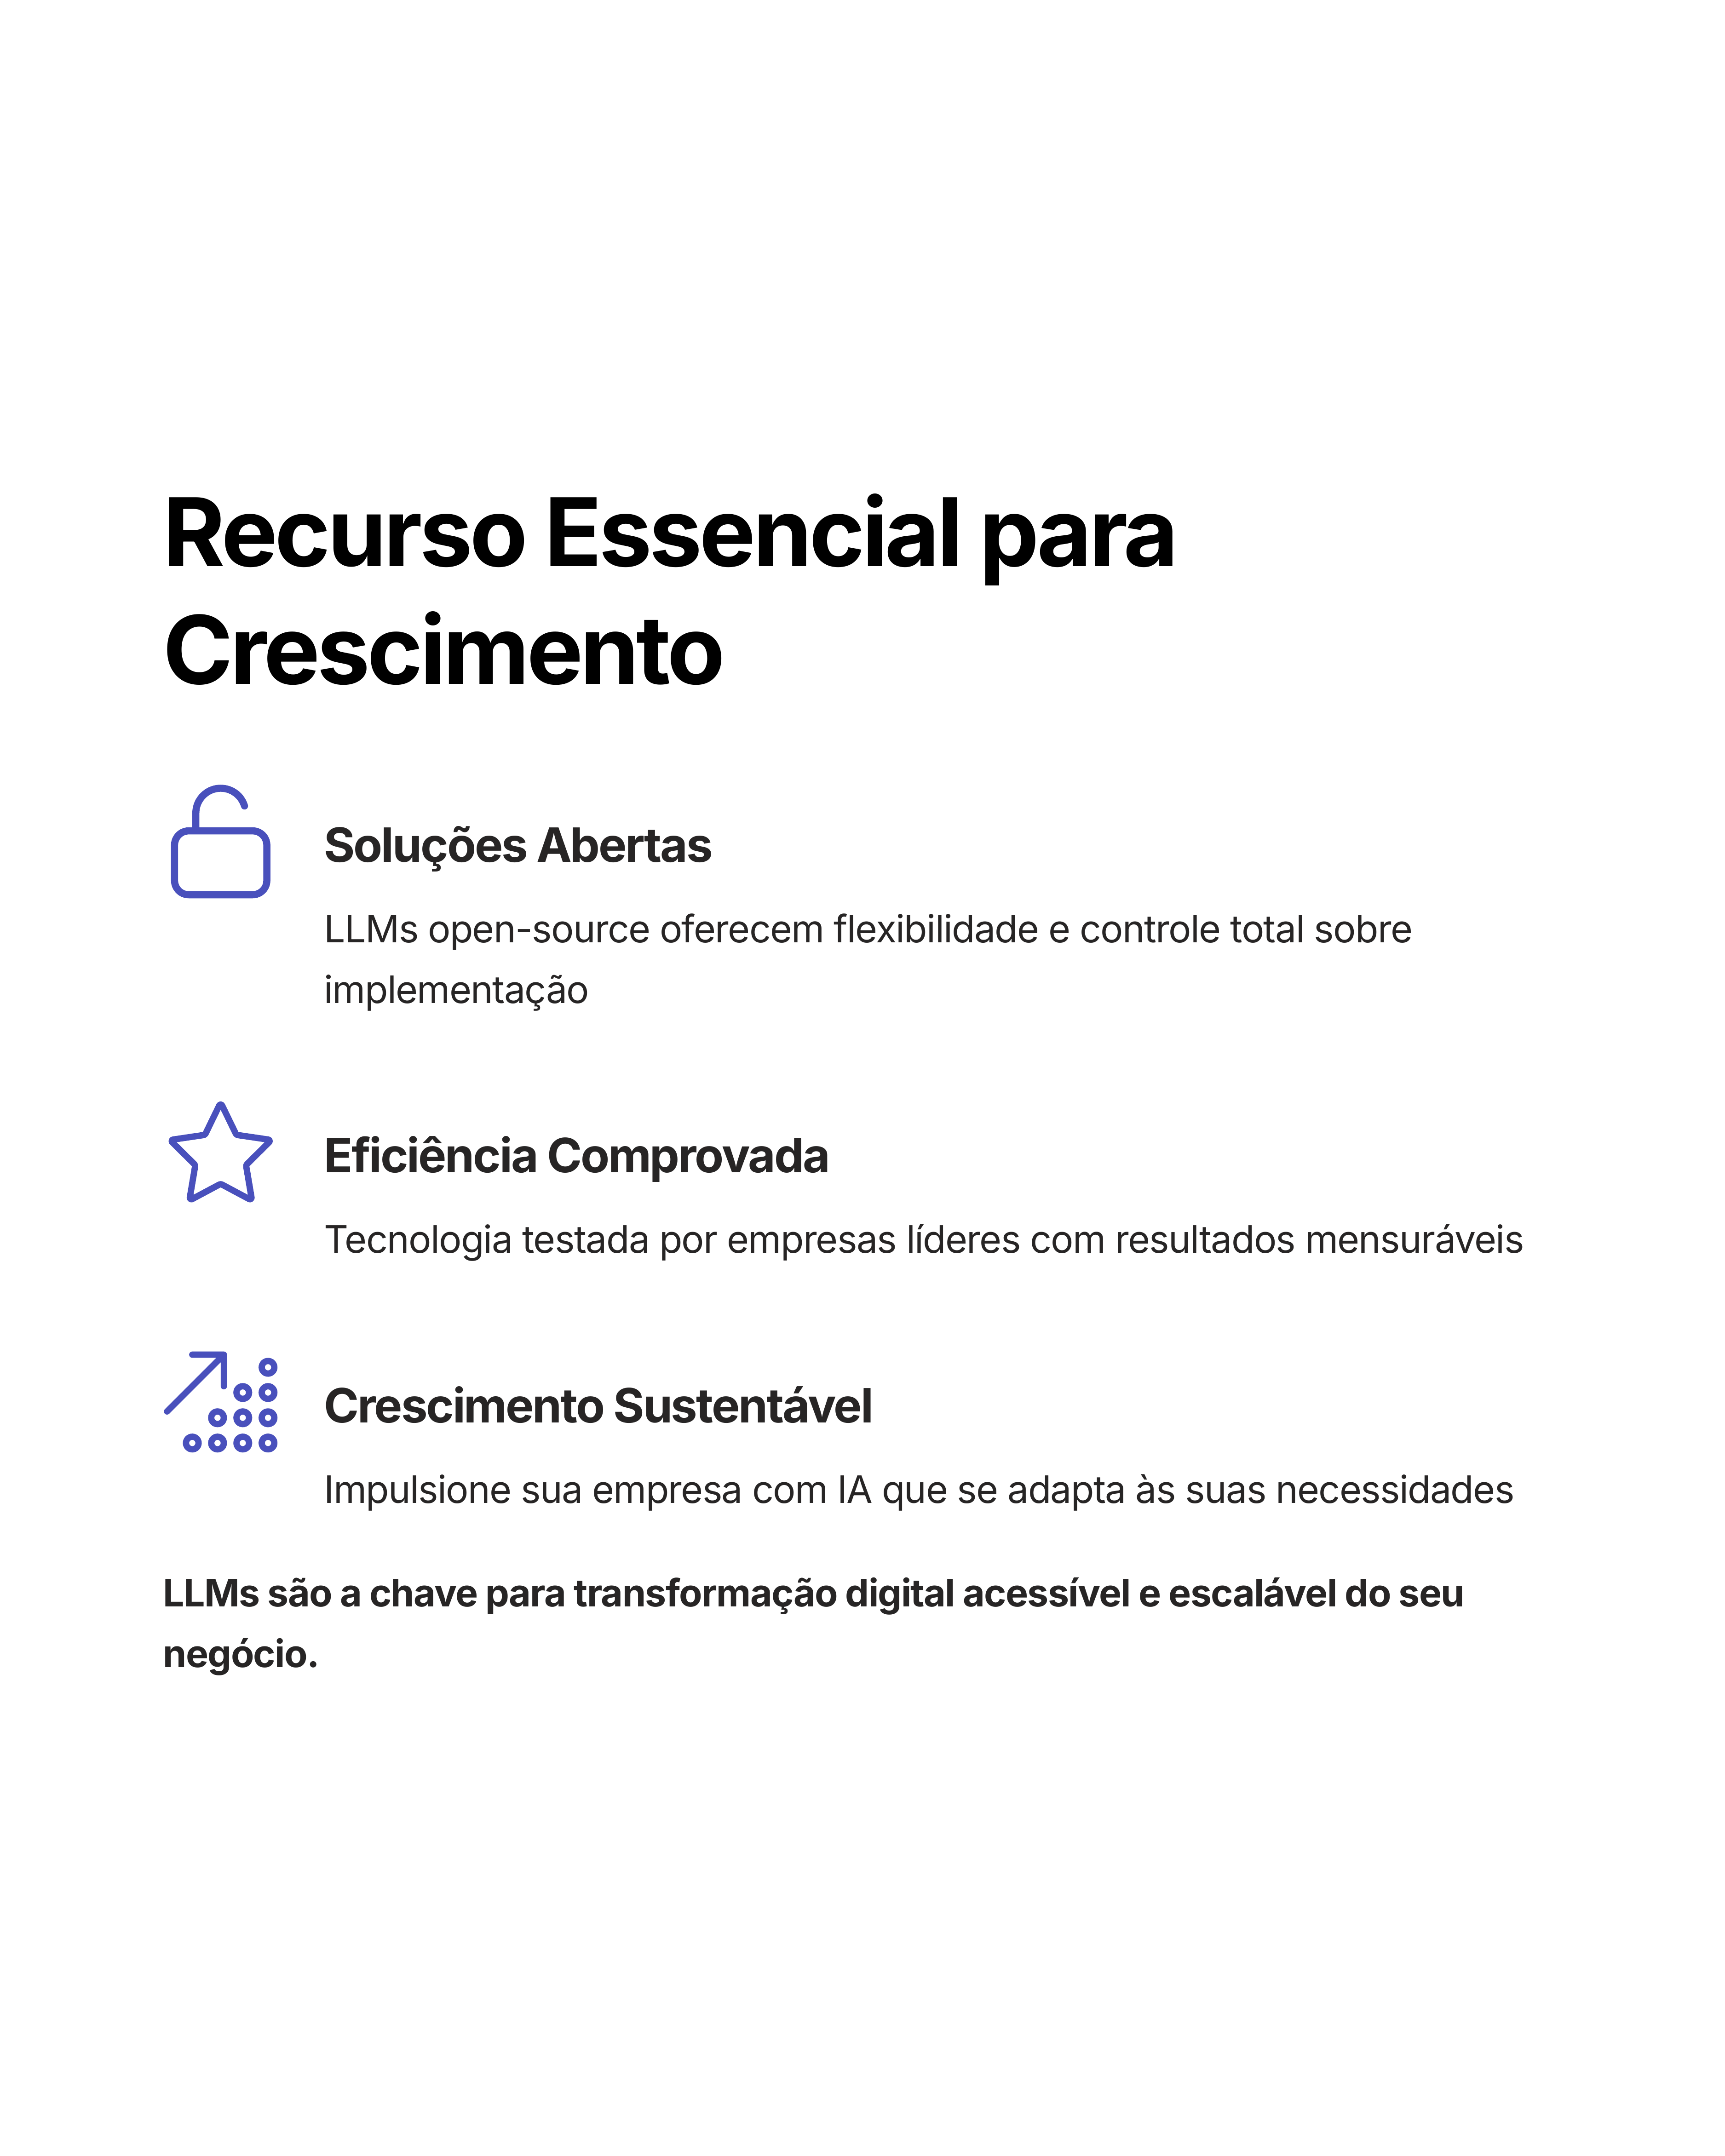 Recurso Essencial para
Crescimento
Soluções Abertas
LLMs open-source oferecem flexibilidade e controle total sobre
implementação
Eficiência Comprovada
Tecnologia testada por empresas líderes com resultados mensuráveis
Crescimento Sustentável
Impulsione sua empresa com IA que se adapta às suas necessidades
LLMs são a chave para transformação digital acessível e escalável do seu
negócio.